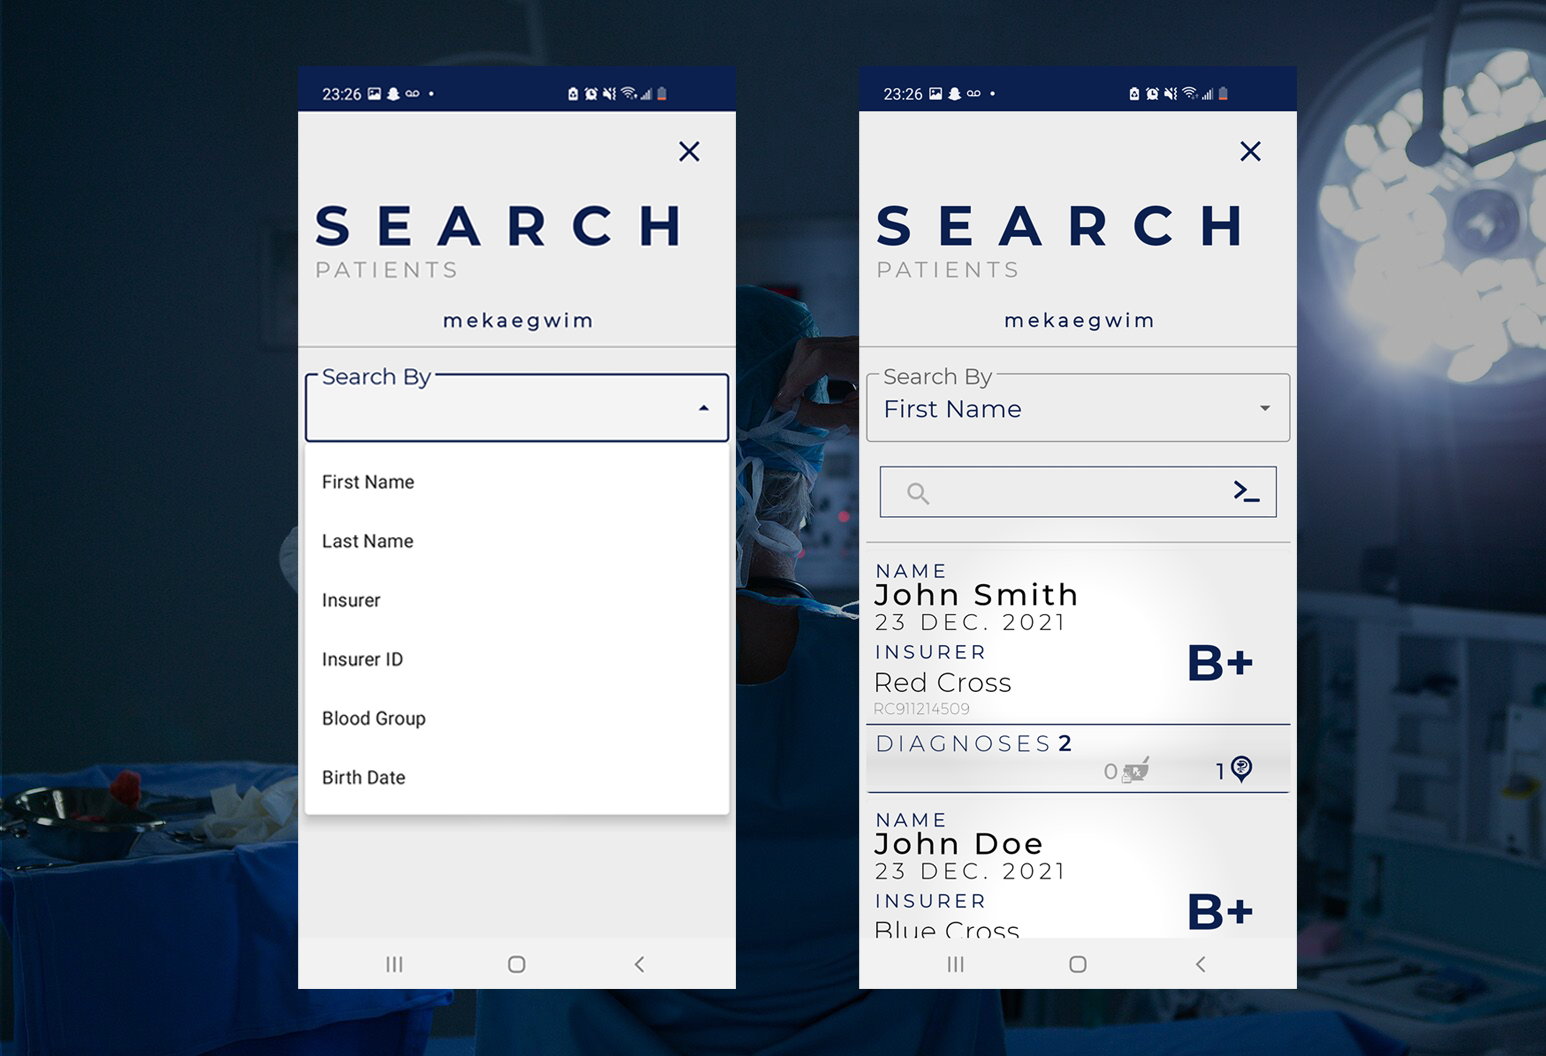 23:26
SEARCH
PATIENTS
mekaegwim
Search By
First Name
Last Name
Insurer
Insurer ID
Blood Group
Birth Date
23:26
SEARCH
PATIENTS
mekaegwim
Search By
First Name
NAME
John Smith
23 DEC. 2021
INSURER
B+
Red Cross
RC911214509
DIAGNOSES 2
0 1
NAME
John Doe
23 DEC. 2021
INSURER
B+
Blue Cross